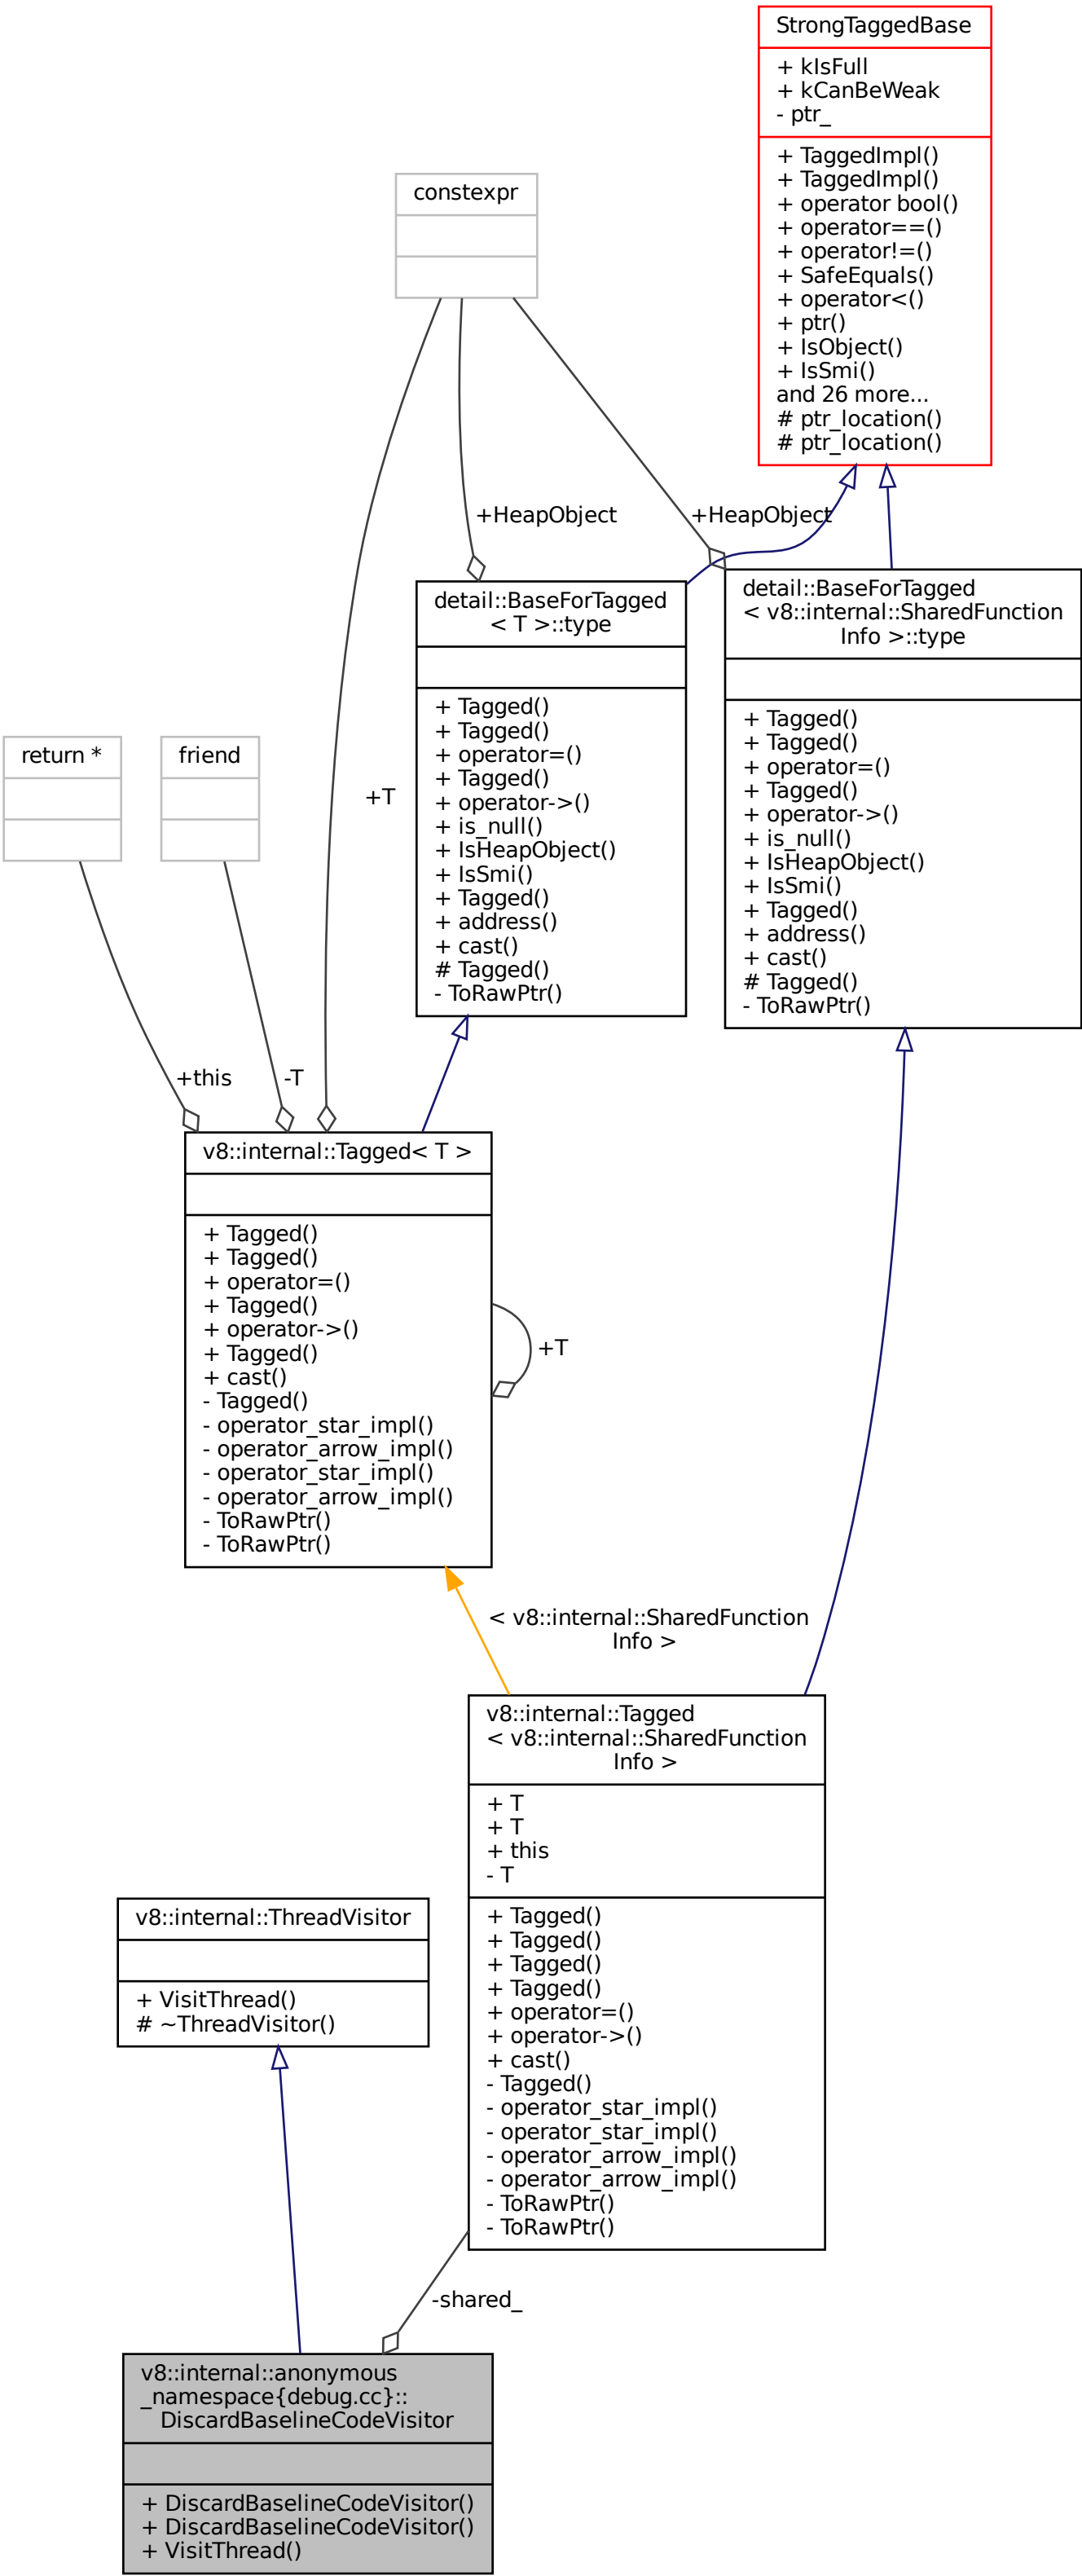 StrongTaggedBase
+ kIsFull
+ kCanBeWeak
- ptr_
+ TaggedImpl()
+ TaggedImpl()
+ operator bool()
+ operator==()
+ operator!=()
+ SafeEquals()
+ operator<()
+ ptr()
+ IsObject()
+ IsSmi()
and 26 more...
# ptr_location()
# ptr_location()
constexpr
+HeapObject
+HeapObject
detail::BaseForTagged
< T >::type
+ Tagged()
+ Tagged()
+ operator=()
+ Tagged()
+ operator->()
+ is_null()
+ IsHeapObject()
+ IsSmi()
+ Tagged()
+ address()
+ cast()
# Tagged()
- ToRawPtr()
detail::BaseForTagged
< v8::internal::SharedFunction
Info >::type
+ Tagged()
+ Tagged()
+ operator=()
+ Tagged()
+ operator->()
+ is_null()
+ IsHeapObject()
+ IsSmi()
+ Tagged()
+ address()
+ cast()
# Tagged()
- ToRawPtr()
return *
friend
+T
+this
-T
v8::internal::Tagged< T >
+ Tagged()
+ Tagged()
+ operator=()
+ Tagged()
+ operator->()
+ Tagged()
+ cast()
- Tagged()
- operator_star_impl()
- operator_arrow_impl()
- operator_star_impl()
- operator_arrow_impl()
- ToRawPtr()
- ToRawPtr()
+T
< v8::internal::SharedFunction
Info >
v8::internal::Tagged
< v8::internal::SharedFunction
Info >
+ T
+ T
+ this
- T
+ Tagged()
+ Tagged()
+ Tagged()
+ Tagged()
+ operator=()
+ operator->()
+ cast()
- Tagged()
- operator_star_impl()
- operator_star_impl()
- operator_arrow_impl()
- operator_arrow_impl()
- ToRawPtr()
- ToRawPtr()
v8::internal::ThreadVisitor
+ VisitThread()
# ~ThreadVisitor()
-shared_
v8::internal::anonymous
_namespace{debug.cc}::
DiscardBaselineCodeVisitor
+ DiscardBaselineCodeVisitor()
+ DiscardBaselineCodeVisitor()
+ VisitThread()